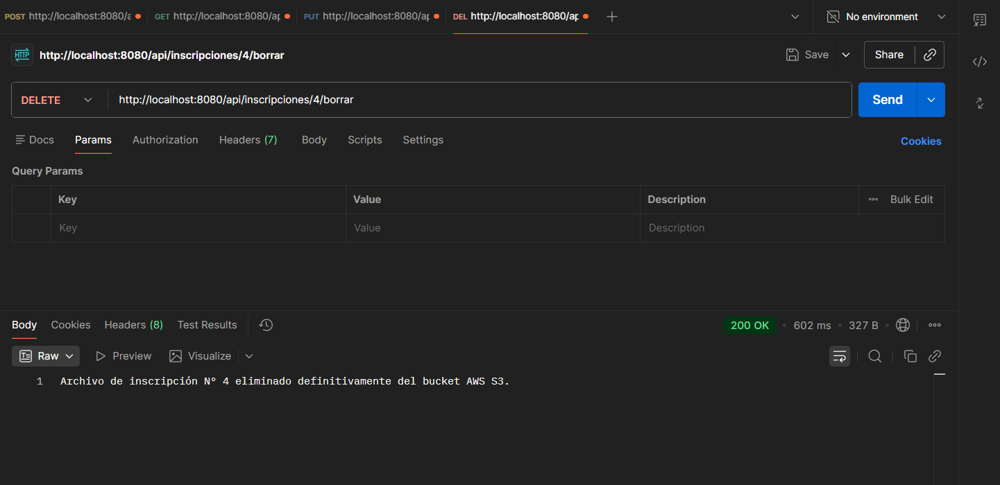 POST http://localhost:8080/a GET http://localhost:8080/ap PUT http://localhost:8080/ap DEL http://localhost:8080/ap No environment
HTTP http://localhost:8080/api/inscripciones/4/borrar Save Share
DELETE http://localhost:8080/api/inscripciones/4/borrar Send
Docs Params Authorization Headers (7) Body Scripts Settings Cookies
Query Params
Key Value Description Bulk Edit
Key Value Description
Body Cookies Headers (8) Test Results 200 OK 602 ms 327 B
Raw Preview Visualize
1 Archivo de inscripción Nº 4 eliminado definitivamente del bucket AWS S3.